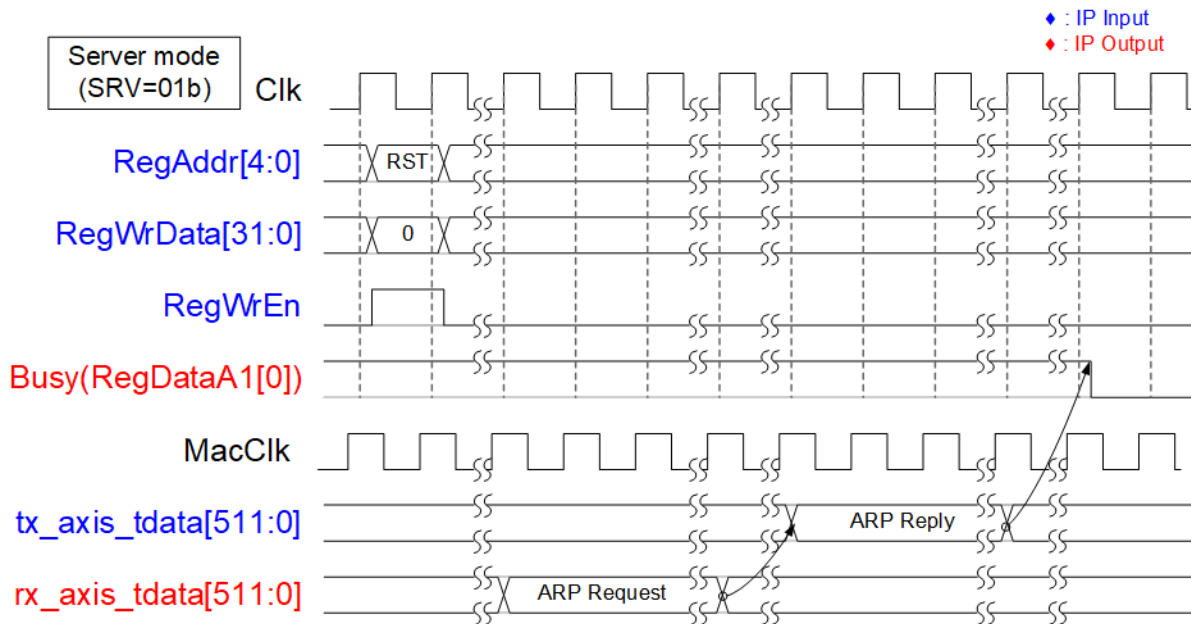 ♦ : IP Input
♦ : IP Output
Server mode
(SRV=01b)
Clk
RegAddr[4:0]
RST
RegWrData[31:0]
0
RegWrEn
Busy(RegDataA1[0])
MacClk
tx_axis_tdata[511:0]
ARP Reply
rx_axis_tdata[511:0]
ARP Request